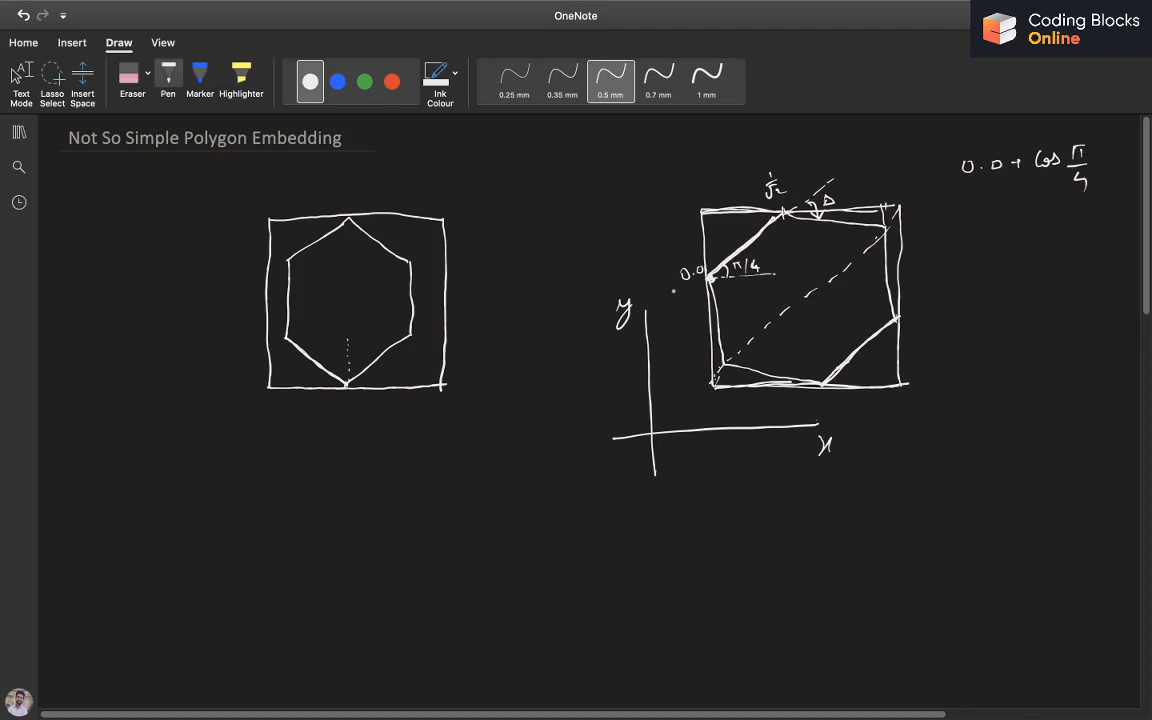 OneNote
Coding Blocks
Online
Home Insert Draw View
Text Mode
Lasso Select
Insert Space
Eraser
Pen
Marker
Highlighter
Ink Colour
0.25 mm
0.35 mm
0.5 mm
0.7 mm
1 mm
Not So Simple Polygon Embedding
0.0 + cos π/4
1/√2
Δ
0.0
π/4
y
x